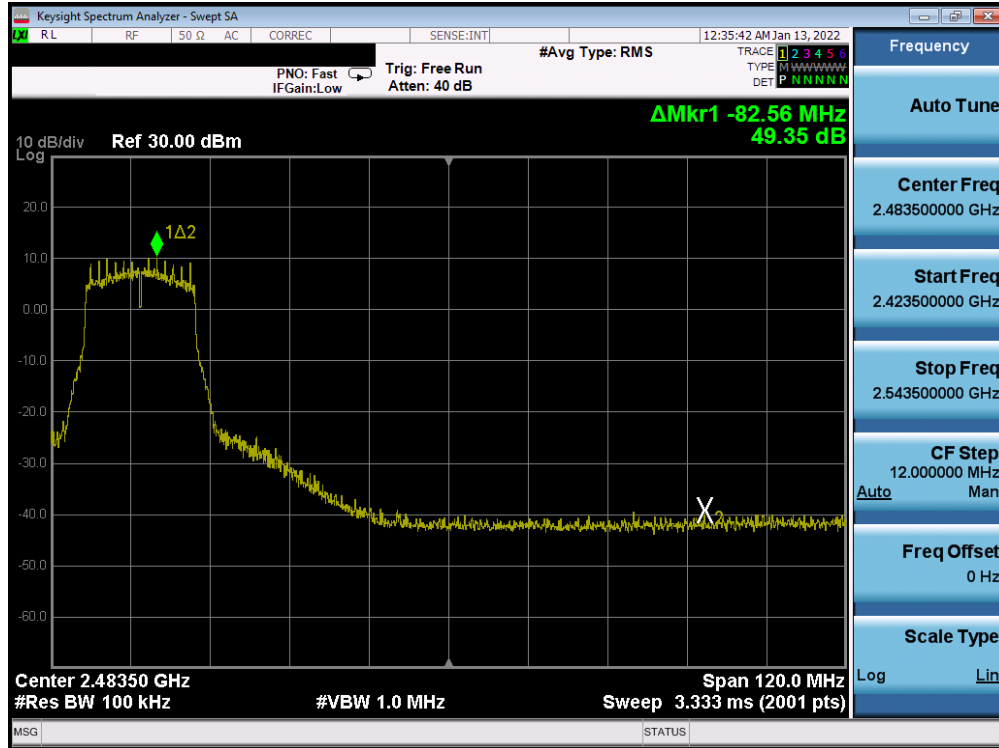 Keysight Spectrum Analyzer - Swept SA
LXI RL RF 50 Ω AC CORREC SENSE:INT 12:35:42 AM Jan 13, 2022
#Avg Type: RMS TRACE 1 2 3 4 5 6
PNO: Fast Trig: Free Run TYPE M WWWWW
IFGain:Low Atten: 40 dB DET P N N N N N
ΔMkr1 -82.56 MHz
49.35 dB
10 dB/div Ref 30.00 dBm
Log
20.0
1Δ2
10.0
0.00
-10.0
-20.0
-30.0
-40.0
X2
-50.0
-60.0
Center 2.48350 GHz Span 120.0 MHz
#Res BW 100 kHz #VBW 1.0 MHz Sweep 3.333 ms (2001 pts)
MSG STATUS
Frequency
Auto Tune
Center Freq
2.483500000 GHz
Start Freq
2.423500000 GHz
Stop Freq
2.543500000 GHz
CF Step
12.000000 MHz
Auto Man
Freq Offset
0 Hz
Scale Type
Log Lin